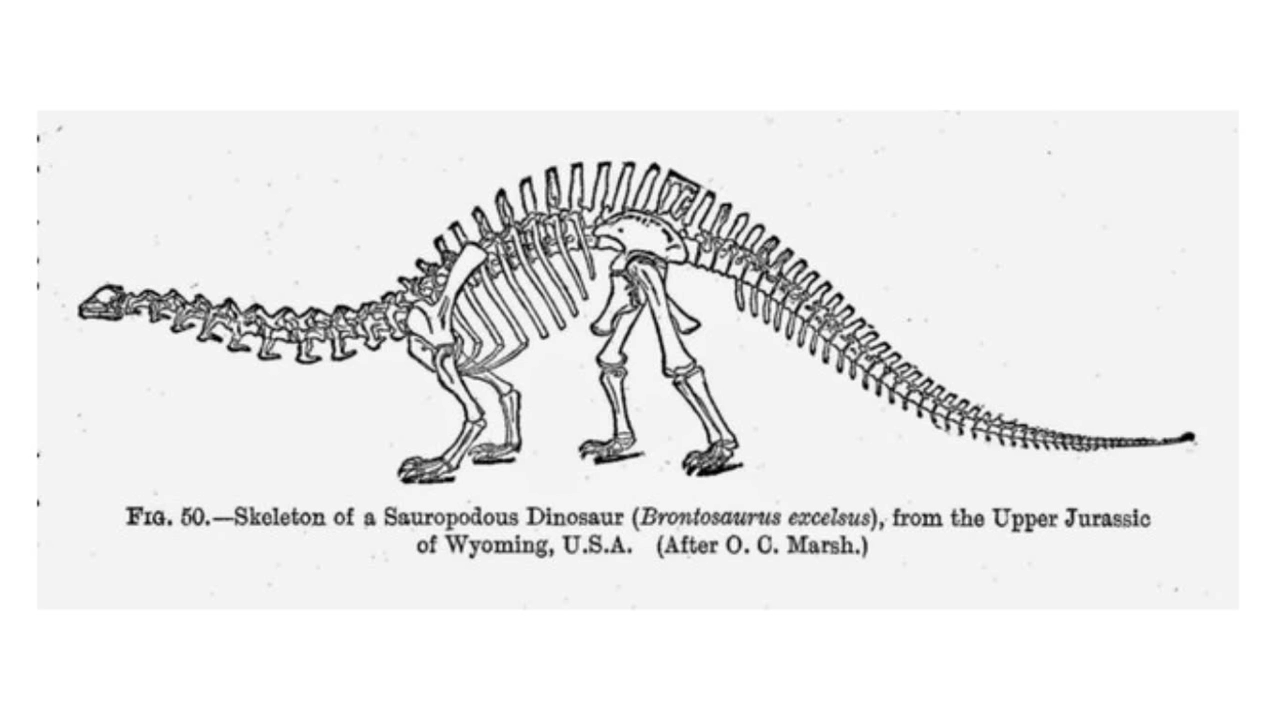 FIG. 50.—Skeleton of a Sauropodous Dinosaur (Brontosaurus excelsus), from the Upper Jurassic
of Wyoming, U.S.A. (After O. C. Marsh.)